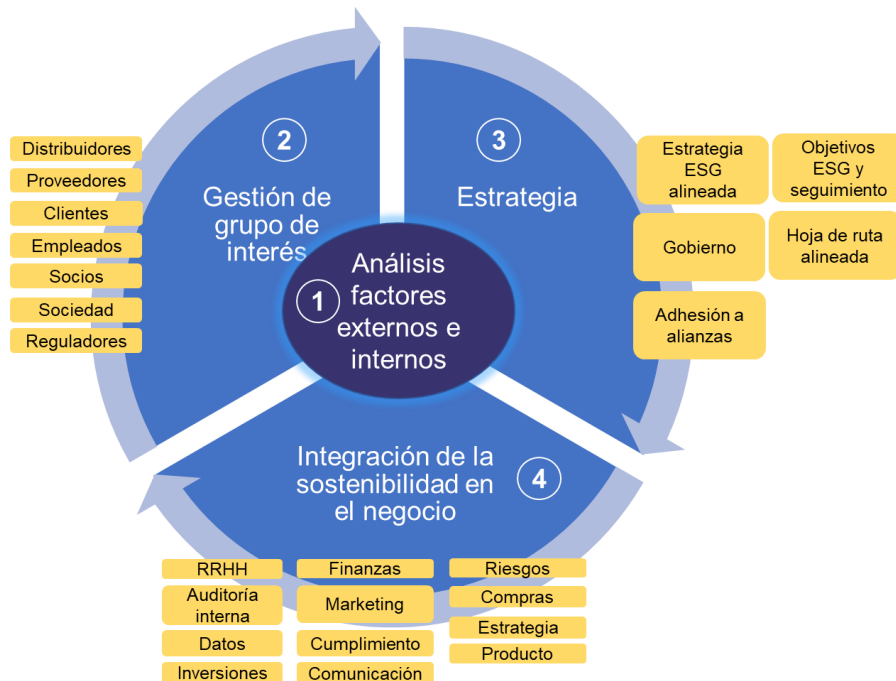 2
Gestión de
grupo de
interés
3
Estrategia
1
Análisis
factores
externos e
internos
Integración de la
sostenibilidad en
el negocio
4
Distribuidores
Proveedores
Clientes
Empleados
Socios
Sociedad
Reguladores
Estrategia
ESG
alineada
Objetivos
ESG y
seguimiento
Gobierno
Hoja de ruta
alineada
Adhesión a
alianzas
RRHH
Auditoría
interna
Datos
Inversiones
Finanzas
Marketing
Cumplimiento
Comunicación
Riesgos
Compras
Estrategia
Producto